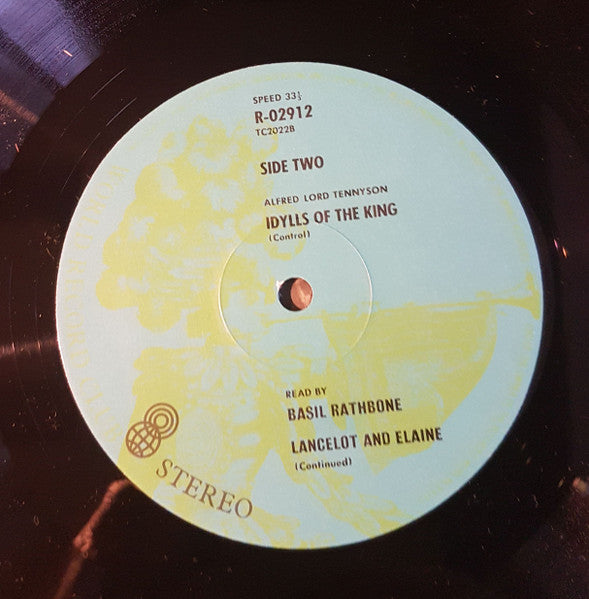 SPEED 33⅓
R-02912
TC2022B
SIDE TWO
ALFRED LORD TENNYSON
IDYLLS OF THE KING
(Control)
READ BY
BASIL RATHBONE
LANCELOT AND ELAINE
(Continued)
STEREO